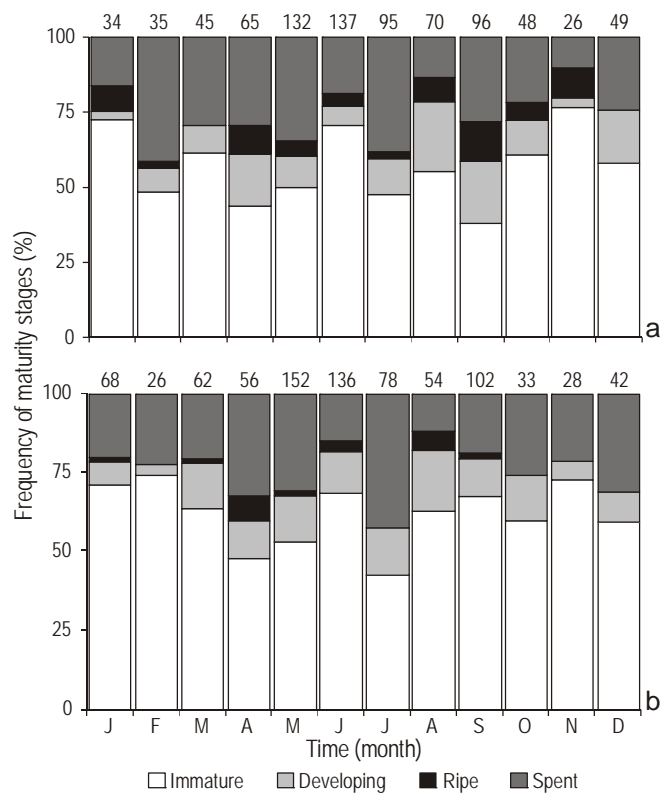 34 35 45 65 132 137 95 70 96 48 26 49
100
75
50
25
0
a
68 26 62 56 152 136 78 54 102 33 28 42
100
75
50
25
0
b
Frequency of maturity stages (%)
J F M A M J J A S O N D
Time (month)
Immature Developing Ripe Spent